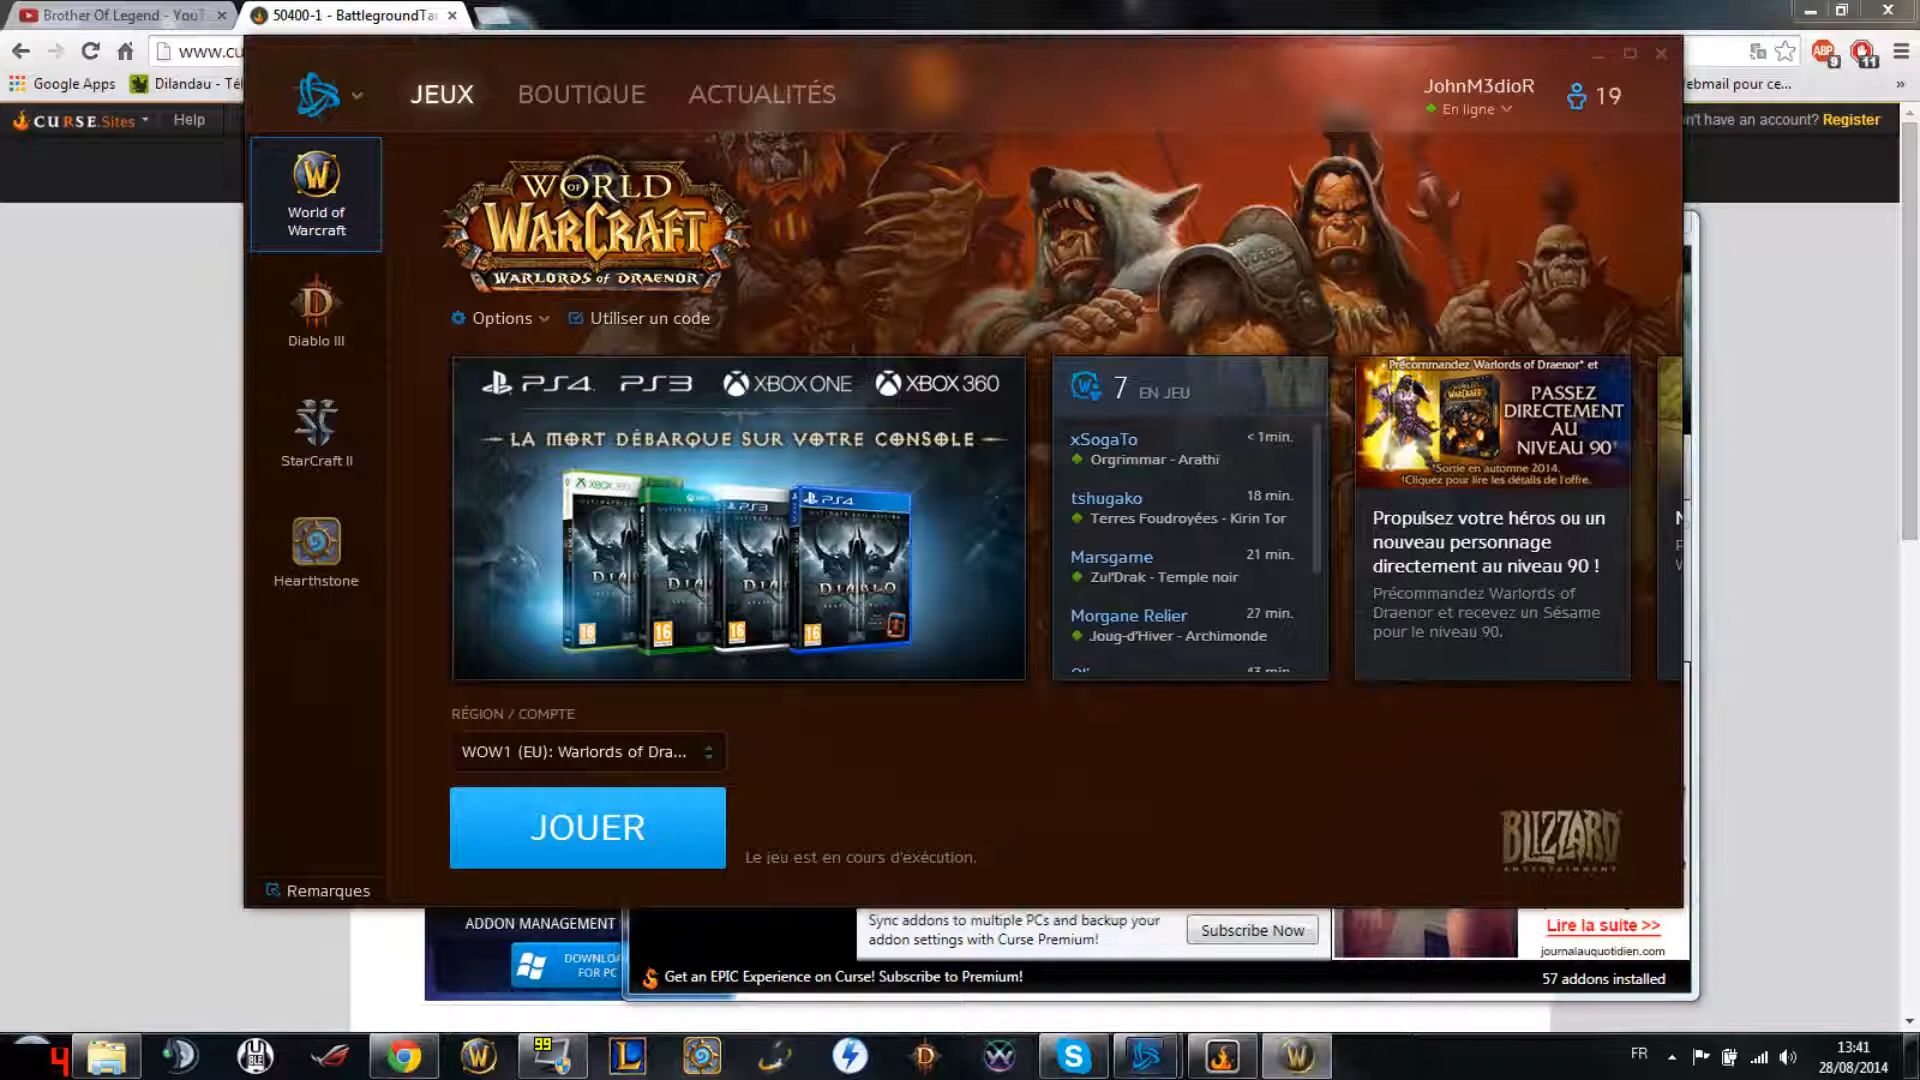 Brother Of Legend - YouT
50400-1 - BattlegroundTar
www.cu
Google Apps
Dilandau - Tél
ebmail pour ce...
CURSE.Sites
Help
n't have an account? Register
JEUX
BOUTIQUE
ACTUALITÉS
JohnM3dioR
En ligne
19
World of
Warcraft
Diablo III
StarCraft II
Hearthstone
WORLD
OF
WARCRAFT
WARLORDS OF DRAENOR
Options
Utiliser un code
PS4 PS3 XBOX ONE XBOX 360
LA MORT DÉBARQUE SUR VOTRE CONSOLE
7 EN JEU
xSogaTo
< 1min.
Orgrimmar - Arathi
tshugako
18 min.
Terres Foudroyées - Kirin Tor
Marsgame
21 min.
Zul'Drak - Temple noir
Morgane Relier
27 min.
Joug-d'Hiver - Archimonde
43 min.
Précommandez Warlords of Draenor* et
PASSEZ
DIRECTEMENT
AU
NIVEAU 90†
*Sortie en automne 2014.
†Cliquez pour lire les détails de l'offre.
Propulsez votre héros ou un
nouveau personnage
directement au niveau 90 !
Précommandez Warlords of
Draenor et recevez un Sésame
pour le niveau 90.
RÉGION / COMPTE
WOW1 (EU): Warlords of Dra...
JOUER
Le jeu est en cours d'exécution.
BLIZZARD
ENTERTAINMENT
Remarques
ADDON MANAGEMENT
DOWNLO
FOR PC
Sync addons to multiple PCs and backup your
addon settings with Curse Premium!
Subscribe Now
Lire la suite >>
journalauquotidien.com
Get an EPIC Experience on Curse! Subscribe to Premium!
57 addons installed
FR
13:41
28/08/2014